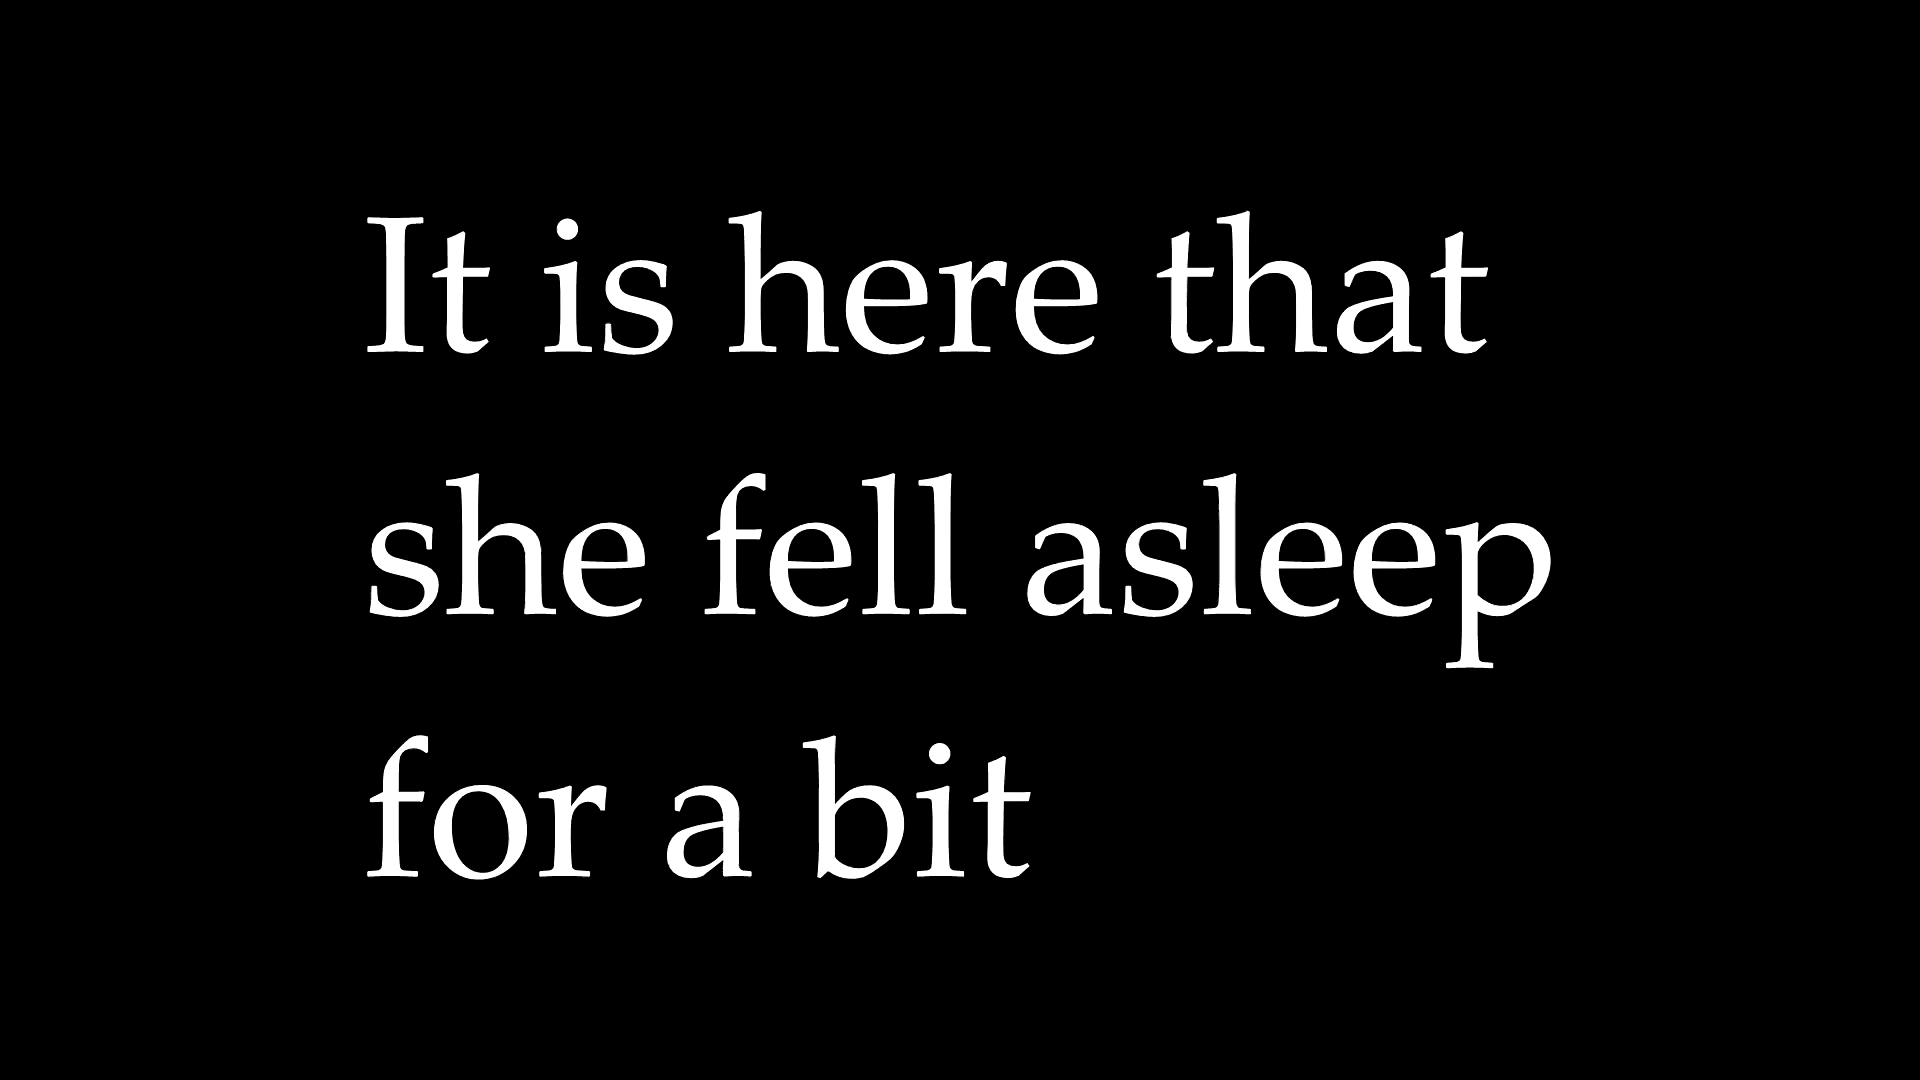 It is here that
she fell asleep
for a bit